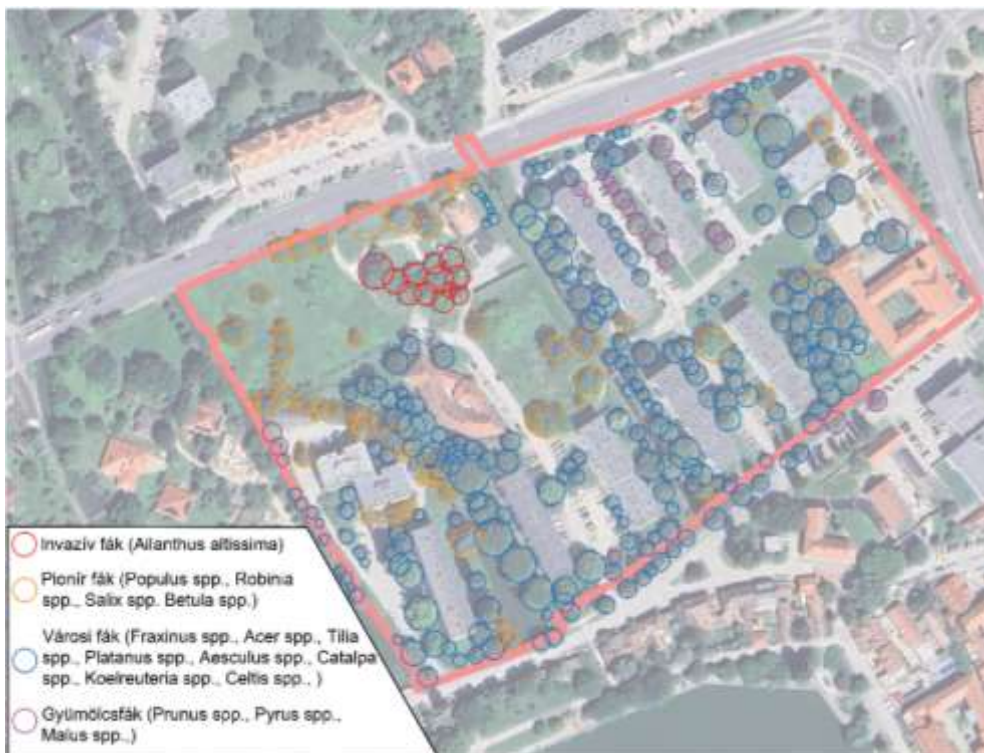 Invazív fák (Ailanthus altissima)
Pionír fák (Populus spp., Robinia
spp., Salix spp. Betula spp.)
Városi fák (Fraxinus spp., Acer spp., Tilia
spp., Platanus spp., Aesculus spp., Catalpa
spp., Koelreuteria spp., Celtis spp., )
Gyümölcsfák (Prunus spp., Pyrus spp.,
Malus spp.,)